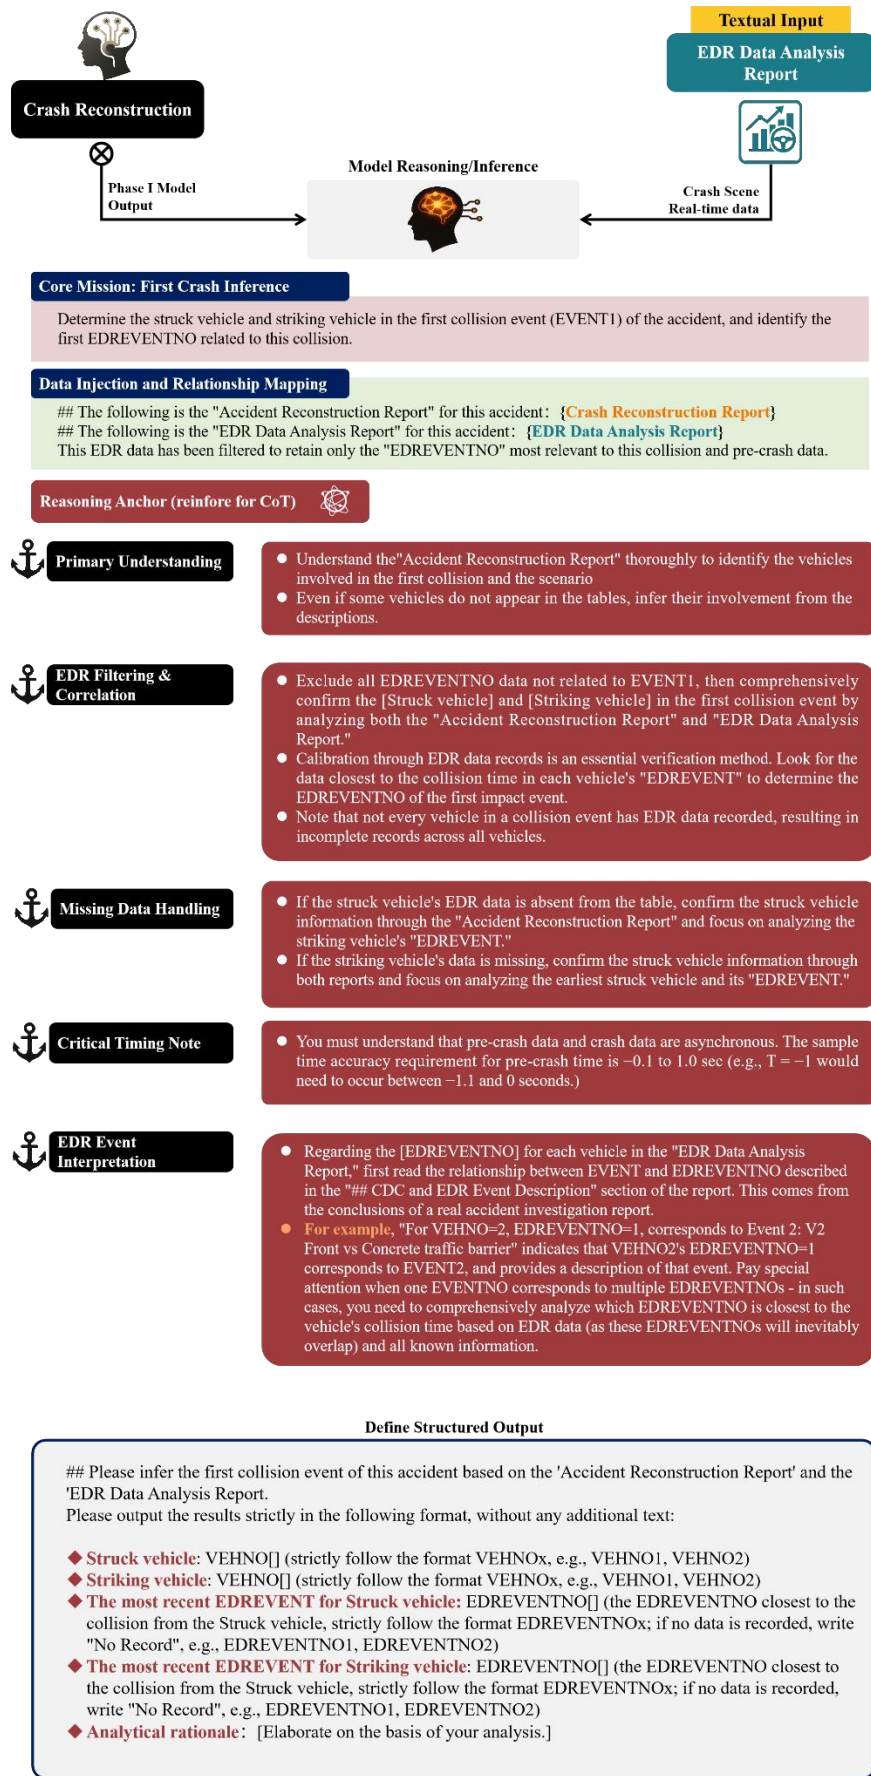 Textual Input
EDR Data Analysis
Report
Crash Reconstruction
Model Reasoning/Inference
Phase I Model
Output
Crash Scene
Real-time data
Core Mission: First Crash Inference
Determine the struck vehicle and striking vehicle in the first collision event (EVENT1) of the accident, and identify the
first EDREVENTNO related to this collision.
Data Injection and Relationship Mapping
## The following is the "Accident Reconstruction Report" for this accident: {Crash Reconstruction Report}
## The following is the "EDR Data Analysis Report" for this accident: {EDR Data Analysis Report}
This EDR data has been filtered to retain only the "EDREVENTNO" most relevant to this collision and pre-crash data.
Reasoning Anchor (reinfore for CoT)
Primary Understanding
● Understand the"Accident Reconstruction Report" thoroughly to identify the vehicles
involved in the first collision and the scenario
● Even if some vehicles do not appear in the tables, infer their involvement from the
descriptions.
EDR Filtering &
Correlation
● Exclude all EDREVENTNO data not related to EVENT1, then comprehensively
confirm the [Struck vehicle] and [Striking vehicle] in the first collision event by
analyzing both the "Accident Reconstruction Report" and "EDR Data Analysis
Report."
● Calibration through EDR data records is an essential verification method. Look for the
data closest to the collision time in each vehicle's "EDREVENT" to determine the
EDREVENTNO of the first impact event.
● Note that not every vehicle in a collision event has EDR data recorded, resulting in
incomplete records across all vehicles.
Missing Data Handling
● If the struck vehicle's EDR data is absent from the table, confirm the struck vehicle
information through the "Accident Reconstruction Report" and focus on analyzing the
striking vehicle's "EDREVENT."
● If the striking vehicle's data is missing, confirm the struck vehicle information through
both reports and focus on analyzing the earliest struck vehicle and its "EDREVENT."
Critical Timing Note
● You must understand that pre-crash data and crash data are asynchronous. The sample
time accuracy requirement for pre-crash time is −0.1 to 1.0 sec (e.g., T = −1 would
need to occur between −1.1 and 0 seconds.)
EDR Event
Interpretation
● Regarding the [EDREVENTNO] for each vehicle in the "EDR Data Analysis
Report," first read the relationship between EVENT and EDREVENTNO described
in the "## CDC and EDR Event Description" section of the report. This comes from
the conclusions of a real accident investigation report.
● For example, "For VEHNO=2, EDREVENTNO=1, corresponds to Event 2: V2
Front vs Concrete traffic barrier" indicates that VEHNO2's EDREVENTNO=1
corresponds to EVENT2, and provides a description of that event. Pay special
attention when one EVENTNO corresponds to multiple EDREVENTNOs - in such
cases, you need to comprehensively analyze which EDREVENTNO is closest to the
vehicle's collision time based on EDR data (as these EDREVENTNOs will inevitably
overlap) and all known information.
Define Structured Output
## Please infer the first collision event of this accident based on the 'Accident Reconstruction Report' and the
'EDR Data Analysis Report.
Please output the results strictly in the following format, without any additional text:
◆ Struck vehicle: VEHNO[] (strictly follow the format VEHNOx, e.g., VEHNO1, VEHNO2)
◆ Striking vehicle: VEHNO[] (strictly follow the format VEHNOx, e.g., VEHNO1, VEHNO2)
◆ The most recent EDREVENT for Struck vehicle: EDREVENTNO[] (the EDREVENTNO closest to the
collision from the Struck vehicle, strictly follow the format EDREVENTNOx; if no data is recorded, write
"No Record", e.g., EDREVENTNO1, EDREVENTNO2)
◆ The most recent EDREVENT for Striking vehicle: EDREVENTNO[] (the EDREVENTNO closest to
the collision from the Struck vehicle, strictly follow the format EDREVENTNOx; if no data is recorded,
write "No Record", e.g., EDREVENTNO1, EDREVENTNO2)
◆ Analytical rationale: [Elaborate on the basis of your analysis.]